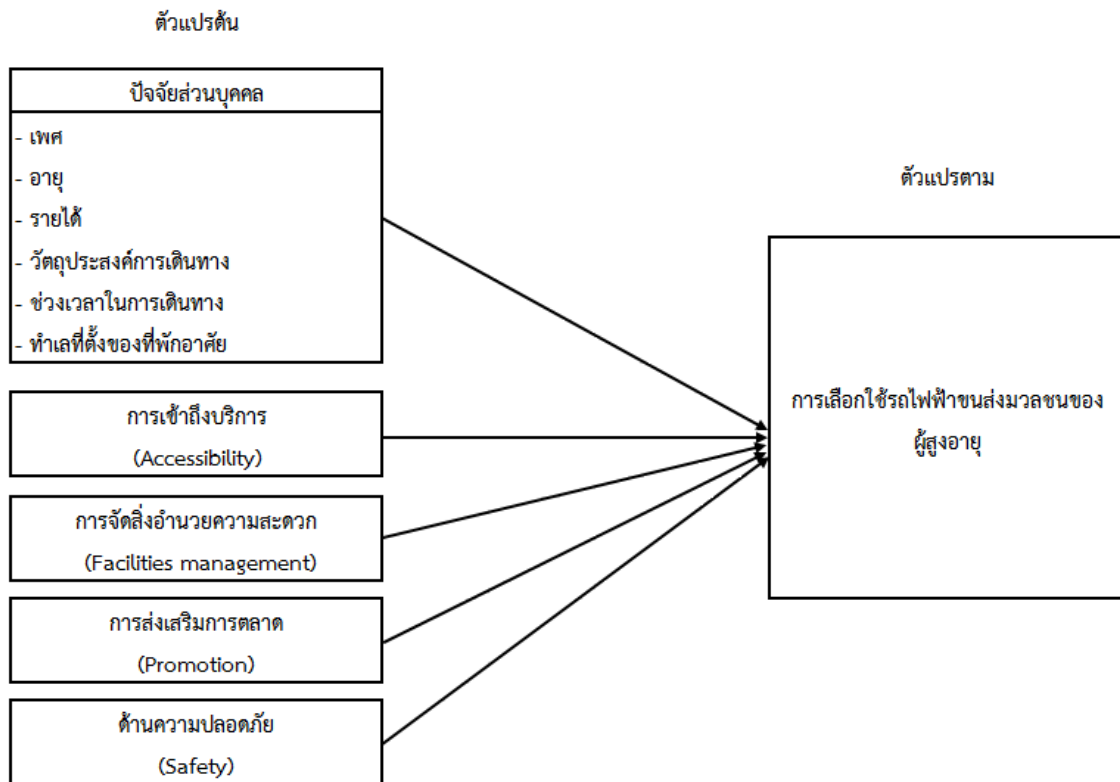 ตัวแปรต้น
ปัจจัยส่วนบุคคล
- เพศ
- อายุ
- รายได้
- วัตถุประสงค์การเดินทาง
- ช่วงเวลาในการเดินทาง
- ทำเลที่ตั้งของที่พักอาศัย
การเข้าถึงบริการ
(Accessibility)
การจัดสิ่งอำนวยความสะดวก
(Facilities management)
การส่งเสริมการตลาด
(Promotion)
ด้านความปลอดภัย
(Safety)
ตัวแปรตาม
การเลือกใช้รถไฟฟ้าขนส่งมวลชนของ
ผู้สูงอายุ